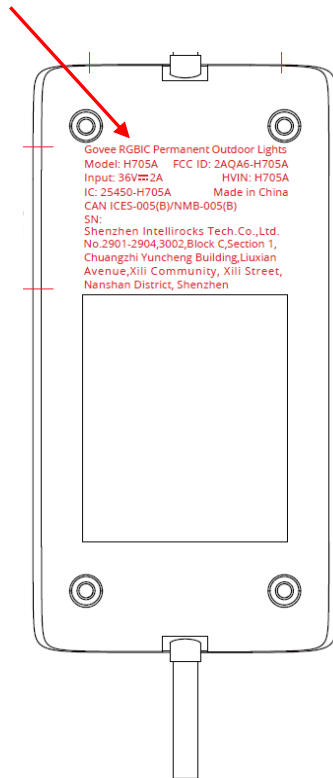 Govee RGBIC Permanent Outdoor Lights
Model: H705A FCC ID: 2AQA6-H705A
Input: 36V⎓2A HVIN: H705A
IC: 25450-H705A Made in China
CAN ICES-005(B)/NMB-005(B)
SN:
Shenzhen Intellirocks Tech.Co.,Ltd.
No.2901-2904,3002,Block C,Section 1,
Chuangzhi Yuncheng Building,Liuxian
Avenue,Xili Community, Xili Street,
Nanshan District, Shenzhen